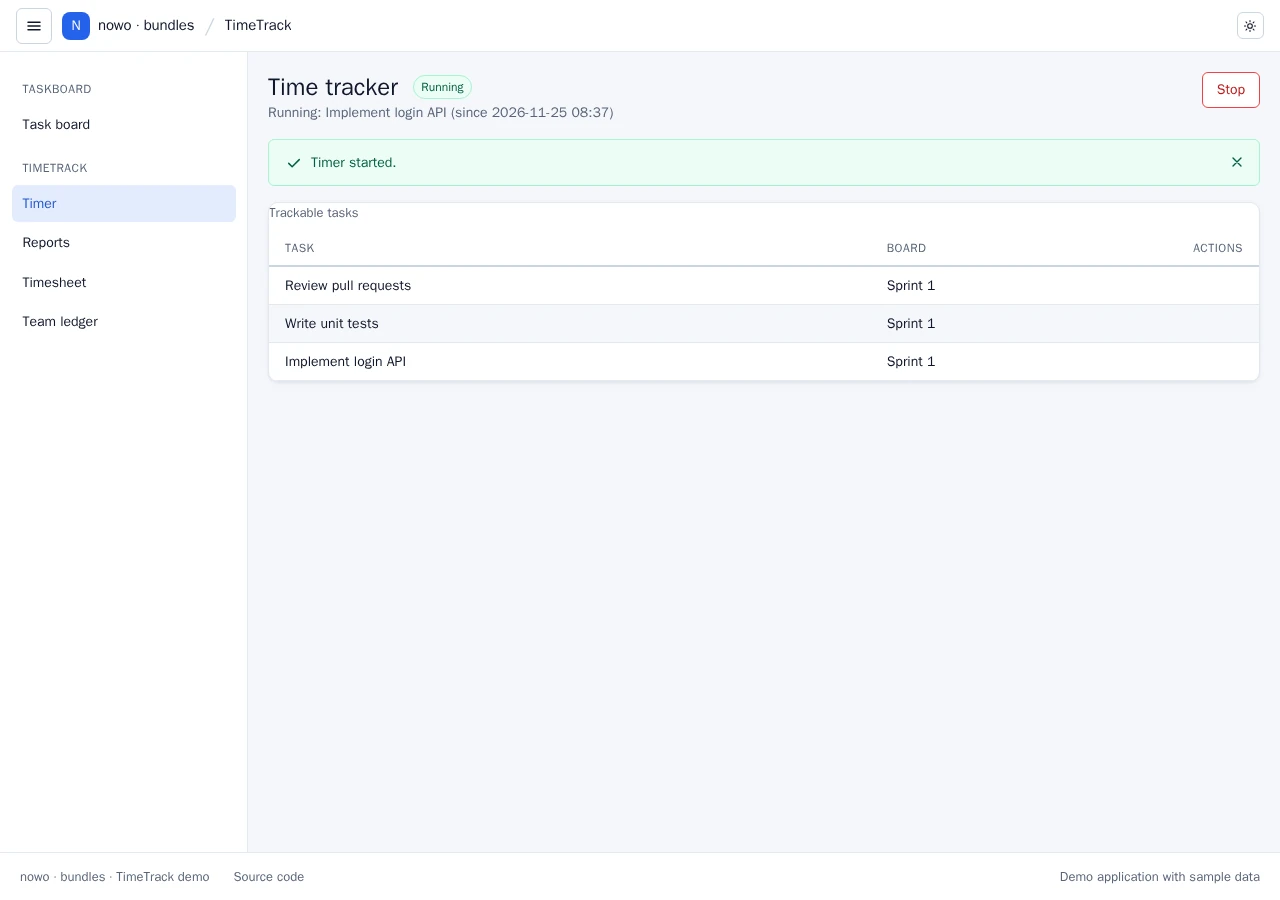 N nowo · bundles / TimeTrack
TASKBOARD
Task board
TIMETRACK
Timer
Reports
Timesheet
Team ledger
Time tracker Running
Running: Implement login API (since 2026-11-25 08:37)
Stop
Timer started.
Trackable tasks
TASK BOARD ACTIONS
Review pull requests Sprint 1
Write unit tests Sprint 1
Implement login API Sprint 1
nowo · bundles · TimeTrack demo Source code Demo application with sample data